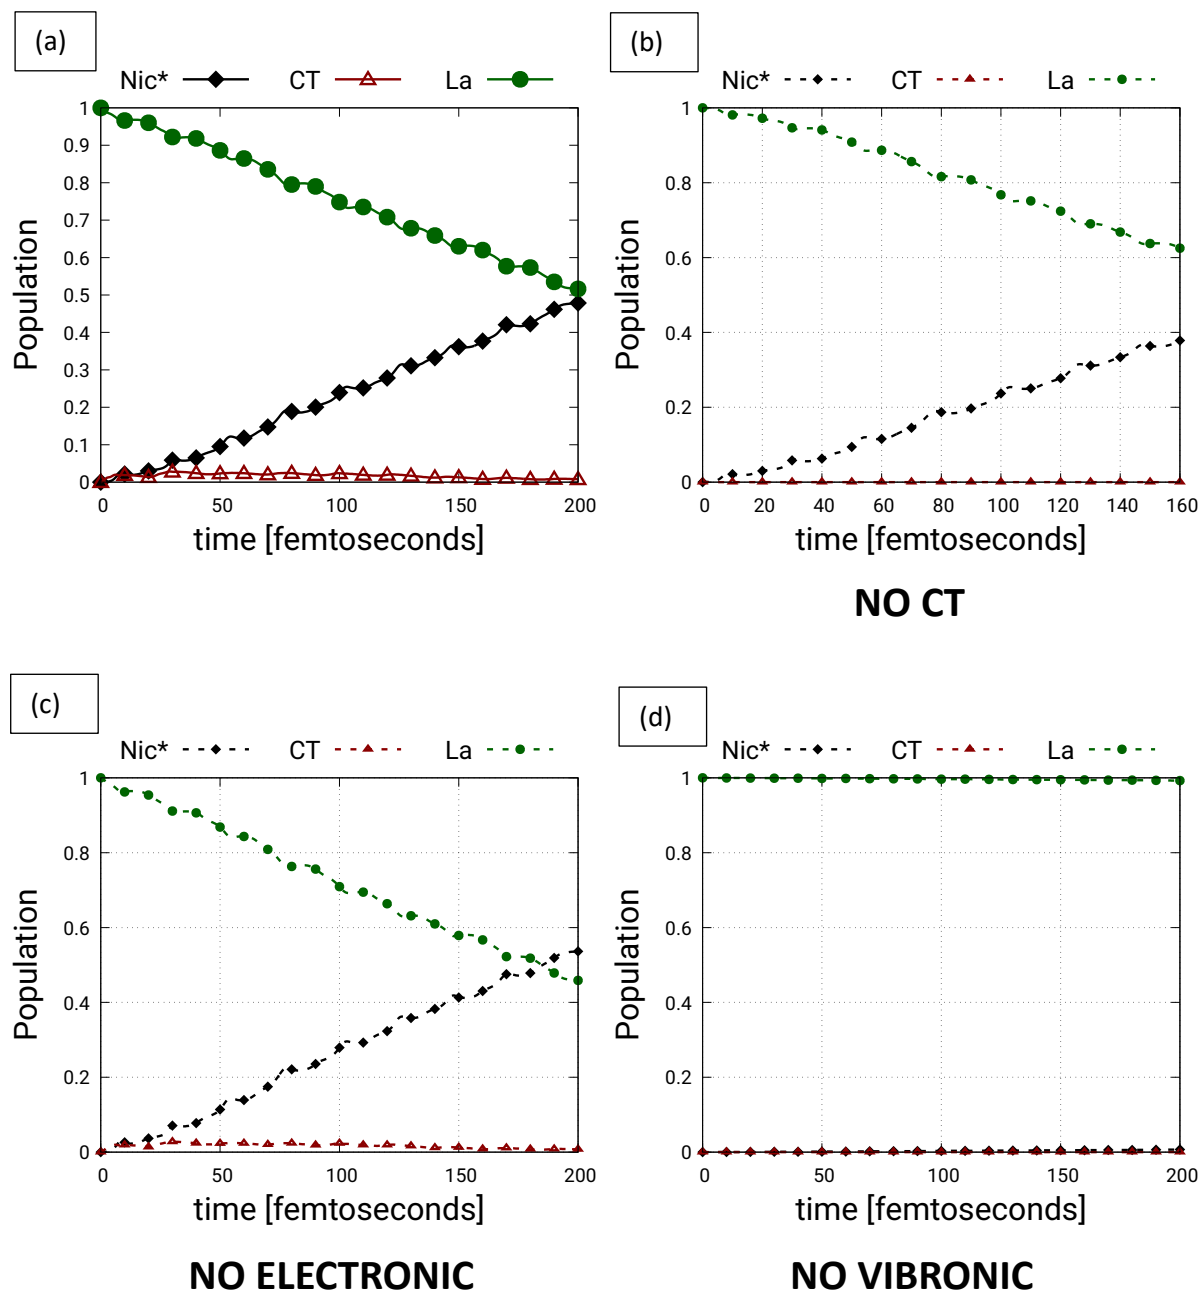 (a)
Nic* CT La
1
0.9
0.8
0.7
0.6
0.5
0.4
0.3
0.2
0.1
0
Population
0 50 100 150 200
time [femtoseconds]
(b)
Nic* CT La
1
0.8
0.6
0.4
0.2
0
Population
0 20 40 60 80 100 120 140 160
time [femtoseconds]
NO CT
(c)
Nic* CT La
1
0.8
0.6
0.4
0.2
0
Population
0 50 100 150 200
time [femtoseconds]
NO ELECTRONIC
(d)
Nic* CT La
1
0.8
0.6
0.4
0.2
0
Population
0 50 100 150 200
time [femtoseconds]
NO VIBRONIC